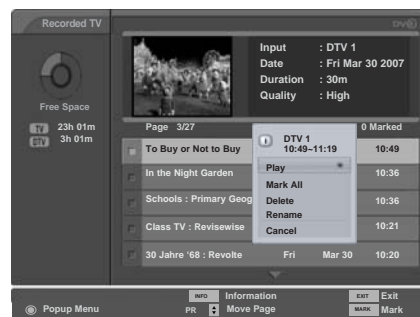 Recorded TV
DVB
Input : DTV 1
Date : Fri Mar 30 2007
Duration : 30m
Quality : High
Free Space
TV 23h 01m
DTV 3h 01m
Page 3/27
0 Marked
DTV 1
10:49~11:19
Play
Mark All
Delete
Rename
Cancel
To Buy or Not to Buy 10:49
In the Night Garden 10:36
Schools : Primary Geog 10:36
Class TV : Revisewise 10:21
30 Jahre '68 : Revolte Fri Mar 30 10:20
INFO Information EXIT Exit
Popup Menu PR Move Page MARK Mark